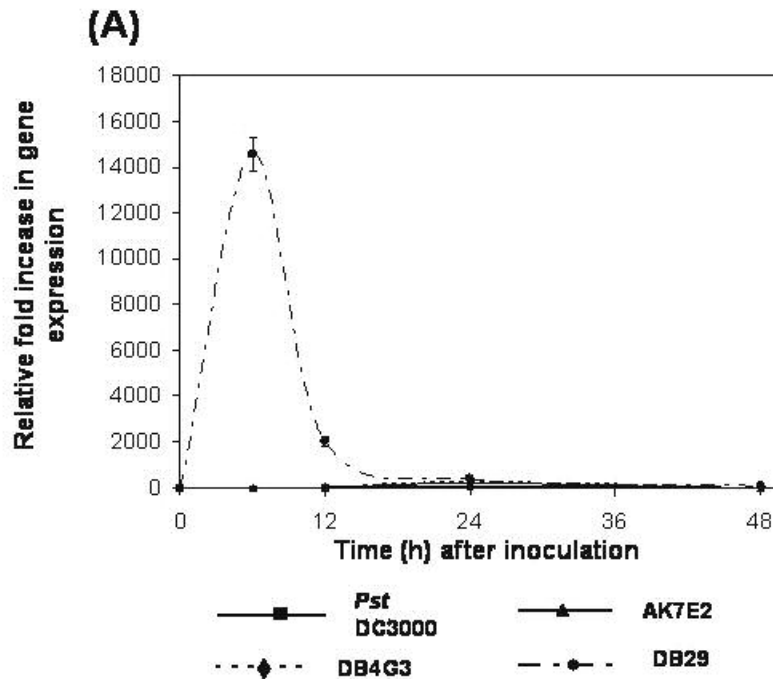 (A)
Relative fold incease in gene
expression
18000
16000
14000
12000
10000
8000
6000
4000
2000
0
0 12 24 36 48
Time (h) after inoculation
Pst
DC3000
AK7E2
DB4G3
DB29